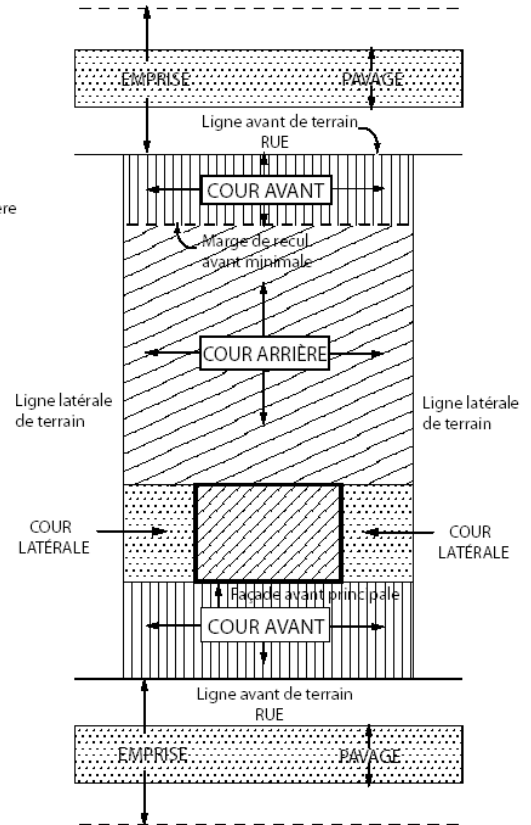 EMPRISE
PAVAGE
Ligne avant de terrain
RUE
COUR AVANT
ère
Marge de recul
avant minimale
COUR ARRIÈRE
Ligne latérale
de terrain
Ligne latérale
de terrain
COUR
LATÉRALE
COUR
LATÉRALE
Façade avant principale
COUR AVANT
Ligne avant de terrain
RUE
EMPRISE
PAVAGE